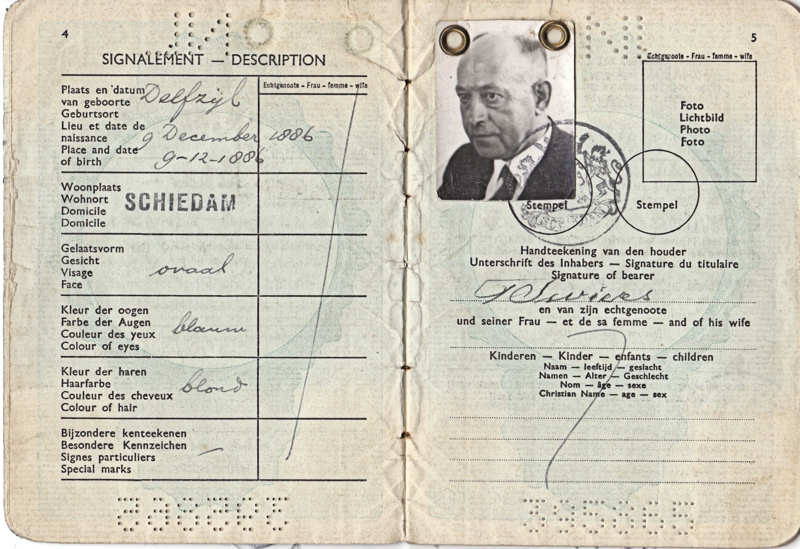 4
SIGNALEMENT — DESCRIPTION
Echtgenoote - Frau - femme - wife
Plaats en datum
van geboorte
Geburtsort
Lieu et date de
naissance
Place and date
of birth
Delfzijl
9 December 1886
9-12-1886
Woonplaats
Wohnort
Domicile
Domicile
SCHIEDAM
Gelaatsvorm
Gesicht
Visage
Face
ovaal
Kleur der oogen
Farbe der Augen
Couleur des yeux
Colour of eyes
blauw
Kleur der haren
Haarfarbe
Couleur des cheveux
Colour of hair
blond
Bijzondere kenteekenen
Besondere Kennzeichen
Signes particuliers
Special marks
—
5
Echtgenoote - Frau - femme - wife
Foto
Lichtbild
Photo
Foto
Stempel
Stempel
Handteekening van den houder
Unterschrift des Inhabers — Signature du titulaire
Signature of bearer
en van zijn echtgenoote
und seiner Frau — et de sa femme — and of his wife
Kinderen — Kinder — enfants — children
Naam — leeftijd — geslacht
Namen — Alter — Geschlecht
Nom — âge — sexe
Christian Name — age — sex